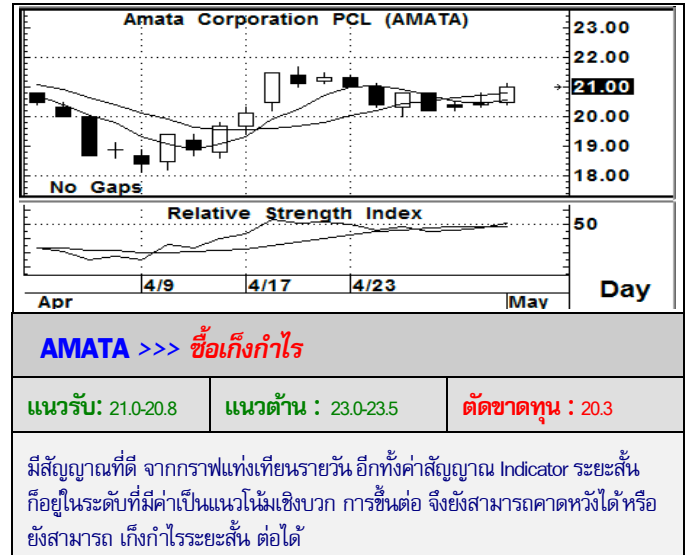 Amata Corporation PCL (AMATA)
23.00
22.00
21.00
20.00
19.00
18.00
No Gaps
Relative Strength Index
50
4/9 4/17 4/23
Apr May
Day
AMATA >>> ซื้อเก็งกำไร
แนวรับ: 21.0-20.8 แนวต้าน : 23.0-23.5 ตัดขาดทุน : 20.3
มีสัญญาณที่ดี จากกราฟแท่งเทียนรายวัน อีกทั้งค่าสัญญาณ Indicator ระยะสั้น
ก็อยู่ในระดับที่มีค่าเป็นแนวโน้มเชิงบวก การขึ้นต่อ จึงยังสามารถคาดหวังได้ หรือ
ยังสามารถ เก็งกำไรระยะสั้น ต่อได้